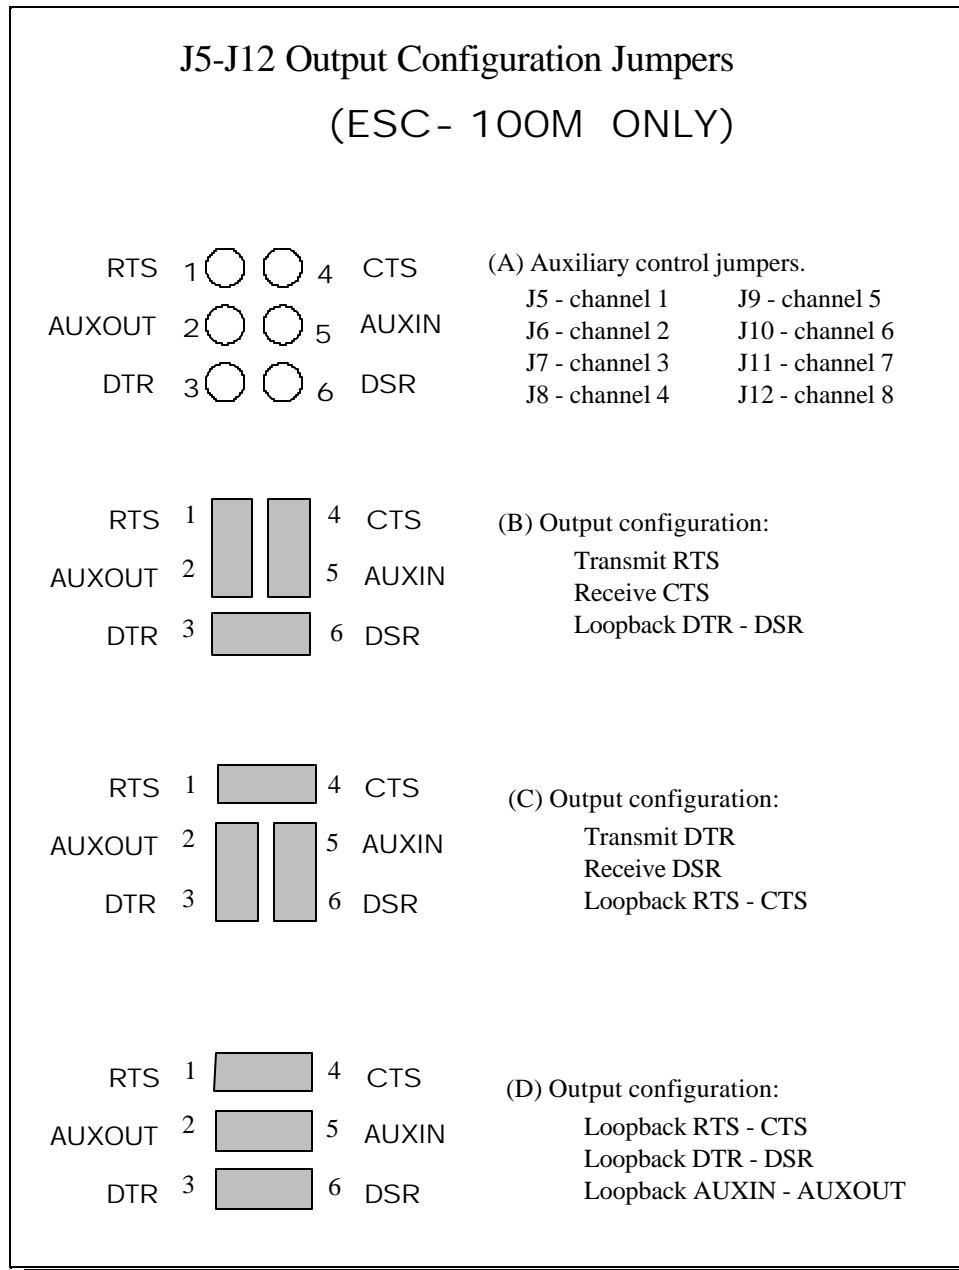 J5-J12 Output Configuration Jumpers
(ESC-100M ONLY)
RTS 1 4 CTS
AUXOUT 2 5 AUXIN
DTR 3 6 DSR
(A) Auxiliary control jumpers.
J5 - channel 1 J9 - channel 5
J6 - channel 2 J10 - channel 6
J7 - channel 3 J11 - channel 7
J8 - channel 4 J12 - channel 8
RTS 1 4 CTS
AUXOUT 2 5 AUXIN
DTR 3 6 DSR
(B) Output configuration:
Transmit RTS
Receive CTS
Loopback DTR - DSR
RTS 1 4 CTS
AUXOUT 2 5 AUXIN
DTR 3 6 DSR
(C) Output configuration:
Transmit DTR
Receive DSR
Loopback RTS - CTS
RTS 1 4 CTS
AUXOUT 2 5 AUXIN
DTR 3 6 DSR
(D) Output configuration:
Loopback RTS - CTS
Loopback DTR - DSR
Loopback AUXIN - AUXOUT